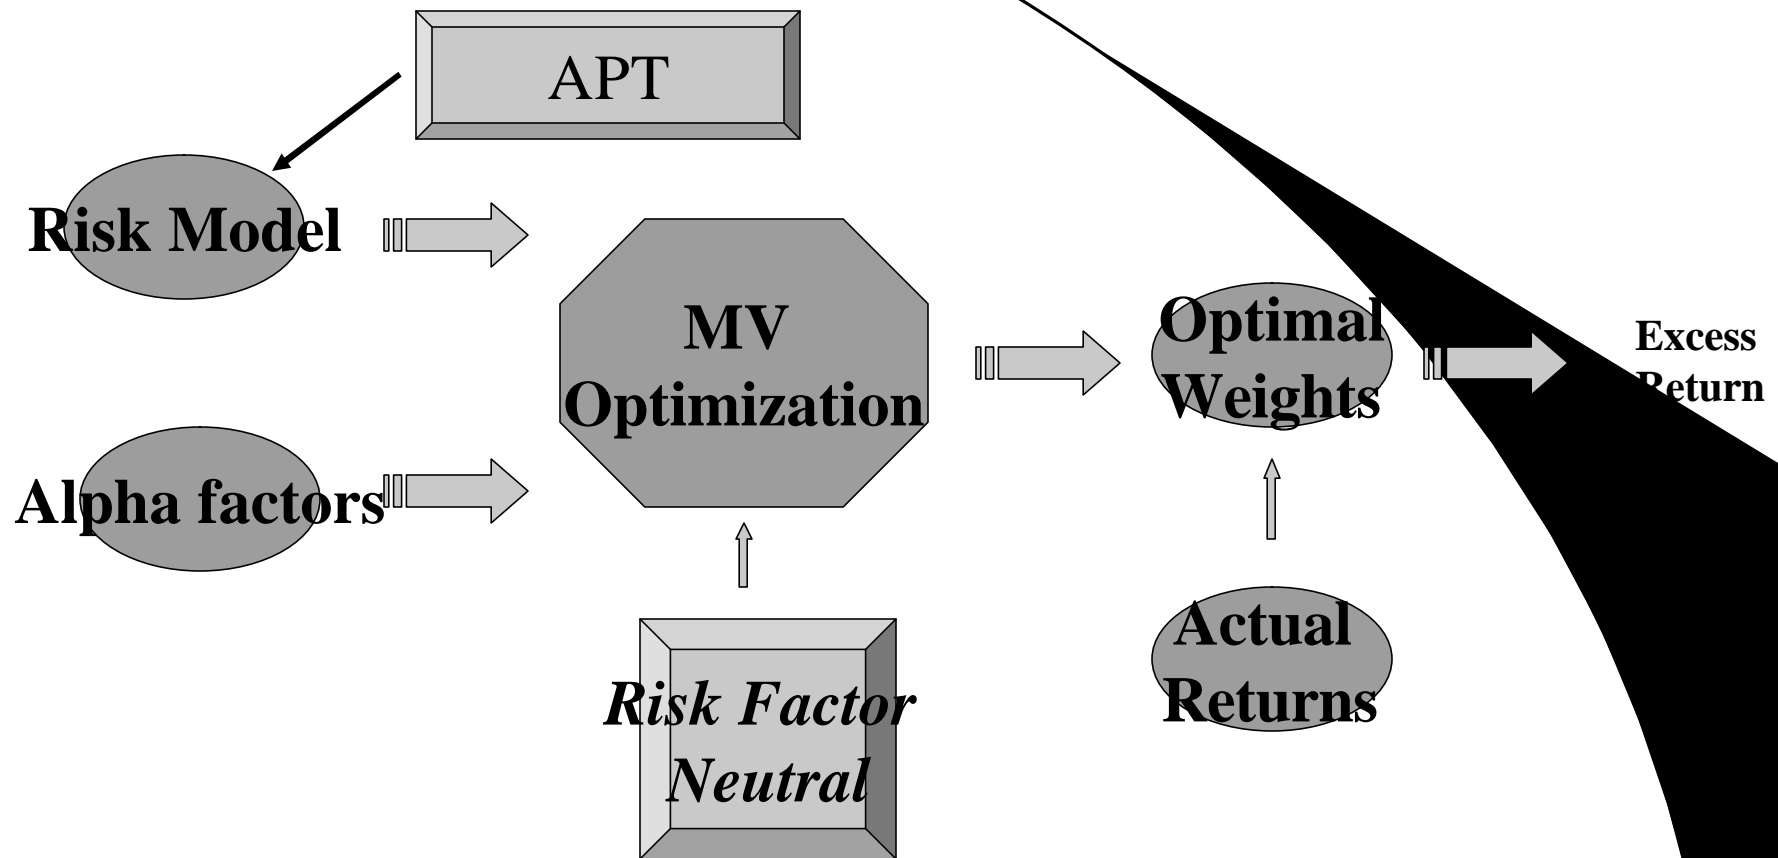 APT
Risk Model
MV
Optimization
Alpha factors
Optimal
Weights
Excess
Return
Risk Factor
Neutral
Actual
Returns